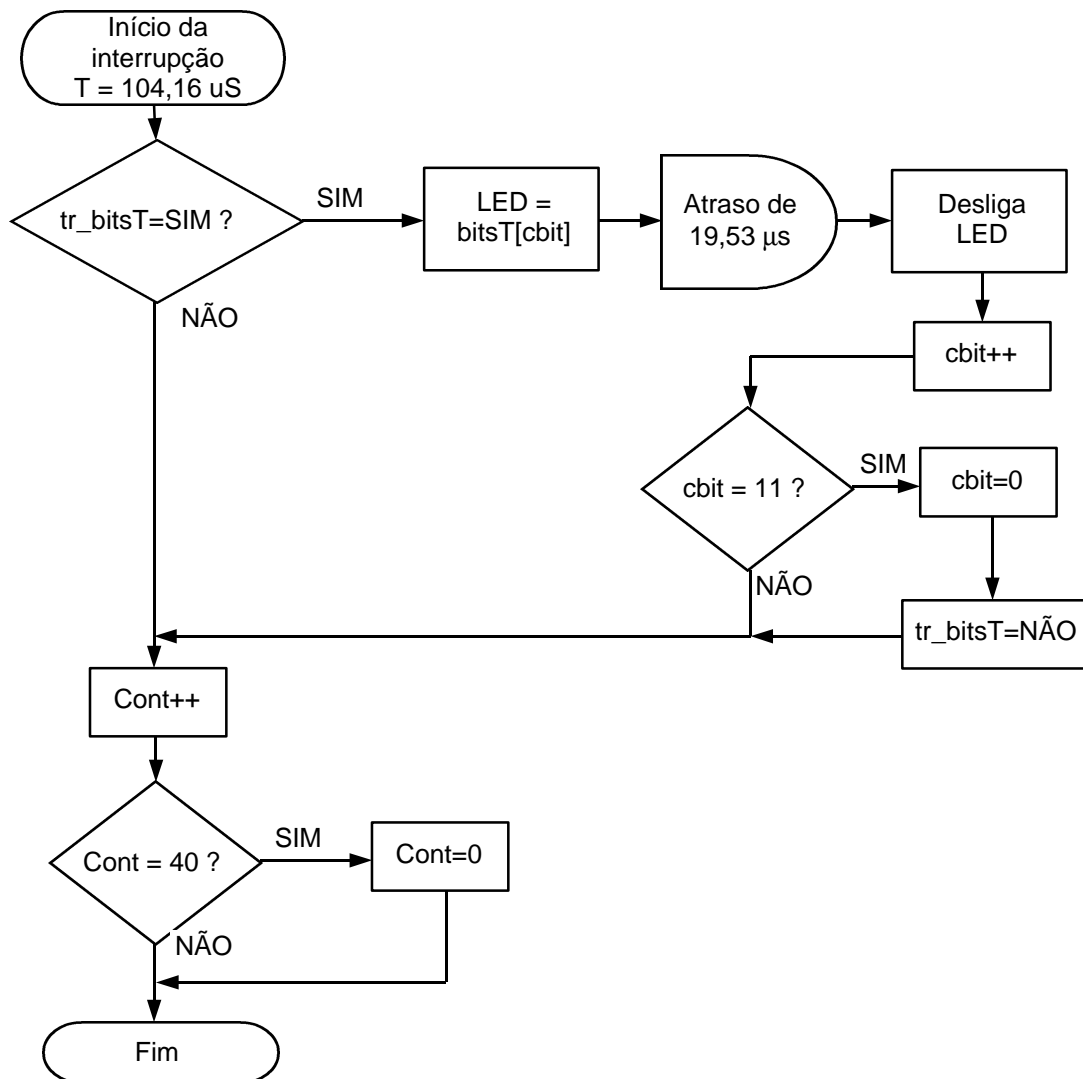 Início da
interrupção
T = 104,16 uS
tr_bitsT=SIM ?
SIM
LED =
bitsT[cbit]
Atraso de
19,53 μs
Desliga
LED
NÃO
cbit++
cbit = 11 ?
SIM
cbit=0
NÃO
tr_bitsT=NÃO
Cont++
Cont = 40 ?
SIM
Cont=0
NÃO
Fim